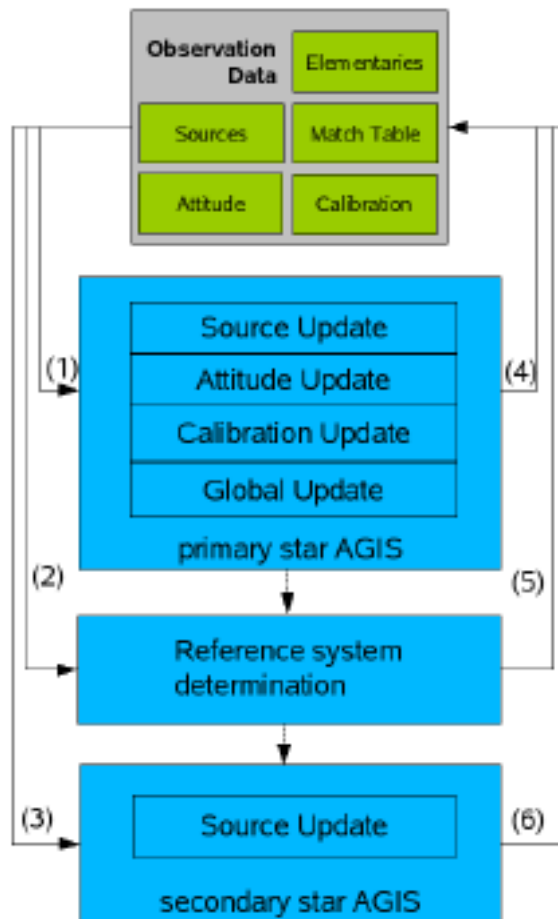 Observation
Data
Elementaries
Sources
Match Table
Attitude
Calibration
(1)
Source Update
Attitude Update
Calibration Update
Global Update
primary star AGIS
(4)
(2)
(5)
Reference system
determination
(3)
Source Update
secondary star AGIS
(6)